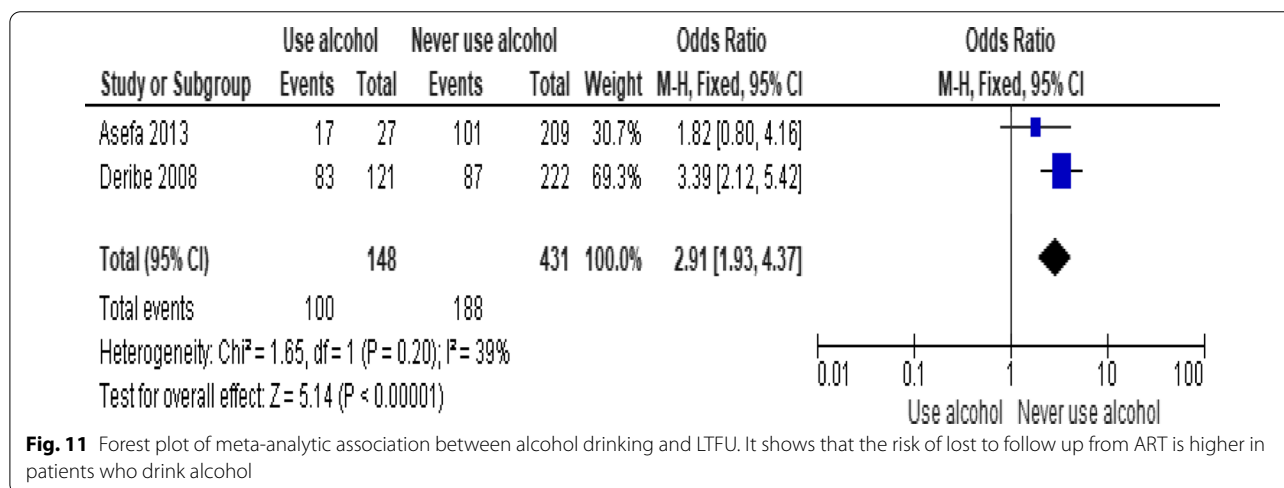 Use alcohol Never use alcohol Odds Ratio Odds Ratio
Study or Subgroup Events Total Events Total Weight M-H, Fixed, 95% CI M-H, Fixed, 95% CI
Asefa 2013 17 27 101 209 30.7% 1.82 [0.80, 4.16]
Deribe 2008 83 121 87 222 69.3% 3.39 [2.12, 5.42]
Total (95% CI) 148 431 100.0% 2.91 [1.93, 4.37]
Total events 100 188
Heterogeneity: Chi² = 1.65, df = 1 (P = 0.20); I² = 39%
Test for overall effect: Z = 5.14 (P < 0.00001)
0.01 0.1 1 10 100
Use alcohol Never use alcohol
Fig. 11 Forest plot of meta-analytic association between alcohol drinking and LTFU. It shows that the risk of lost to follow up from ART is higher in
patients who drink alcohol